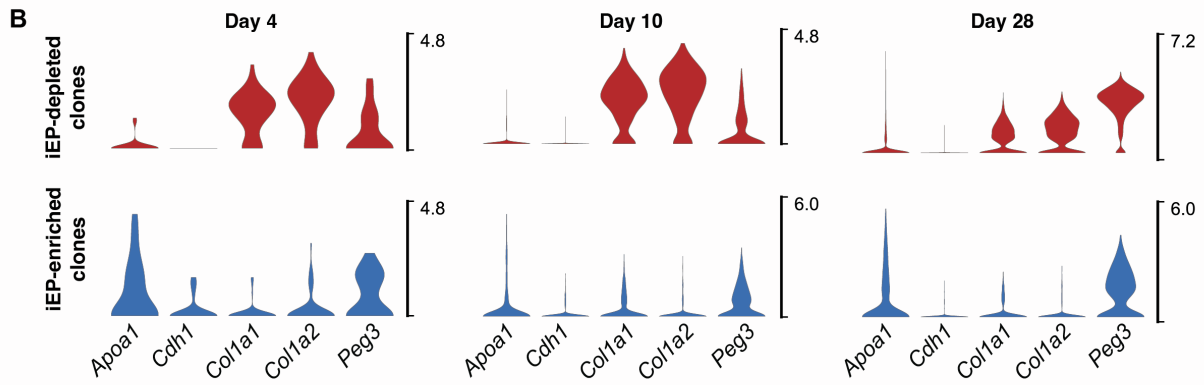 B
Day 4
Day 10
Day 28
iEP-depleted
clones
4.8
4.8
7.2
iEP-enriched
clones
4.8
6.0
6.0
Apoa1 Cdh1 Col1a1 Col1a2 Peg3
Apoa1 Cdh1 Col1a1 Col1a2 Peg3
Apoa1 Cdh1 Col1a1 Col1a2 Peg3